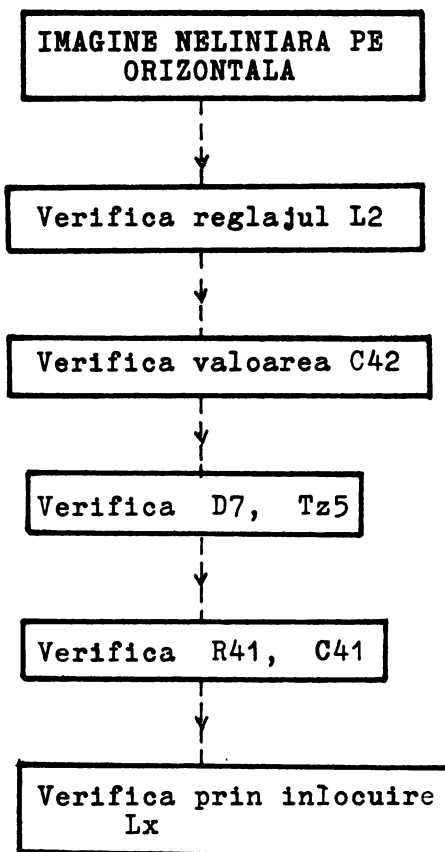 IMAGINE NELINIARA PE
ORIZONTALA
Verifica reglajul L2
Verifica valoarea C42
Verifica D7, Tz5
Verifica R41, C41
Verifica prin inlocuire
Lx